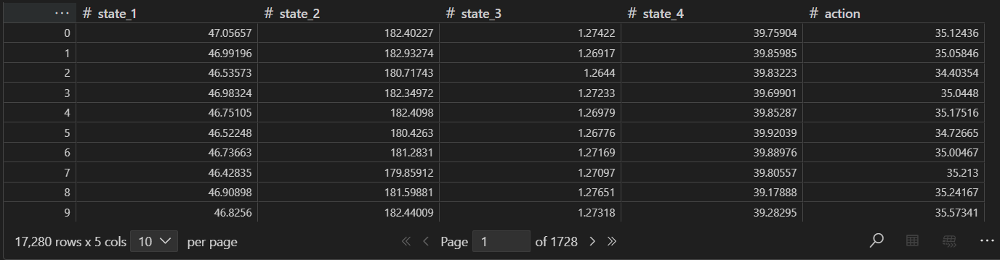 ... # state_1 # state_2 # state_3 # state_4 # action
0 47.05657 182.40227 1.27422 39.75904 35.12436
1 46.99196 182.93274 1.26917 39.85985 35.05846
2 46.53573 180.71743 1.2644 39.83223 34.40354
3 46.98324 182.34972 1.27233 39.69901 35.0448
4 46.75105 182.4098 1.26979 39.85287 35.17516
5 46.52248 180.4263 1.26776 39.92039 34.72665
6 46.73663 181.2831 1.27169 39.88976 35.00467
7 46.42835 179.85912 1.27097 39.80557 35.213
8 46.90898 181.59881 1.27651 39.17888 35.24167
9 46.8256 182.44009 1.27318 39.28295 35.57341
17,280 rows x 5 cols 10 per page « < Page 1 of 1728 > » ...